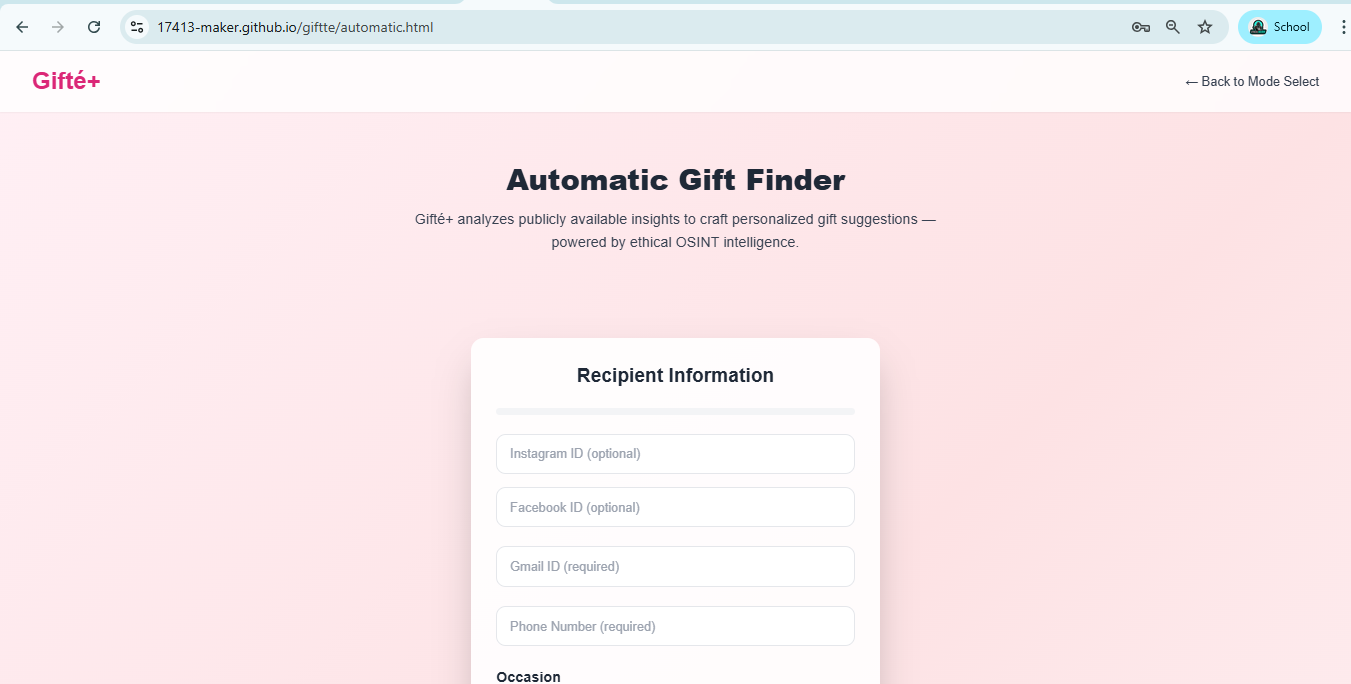 17413-maker.github.io/giftte/automatic.html
School
Gifté+
← Back to Mode Select
Automatic Gift Finder
Gifté+ analyzes publicly available insights to craft personalized gift suggestions —
powered by ethical OSINT intelligence.
Recipient Information
Instagram ID (optional)
Facebook ID (optional)
Gmail ID (required)
Phone Number (required)
Occasion